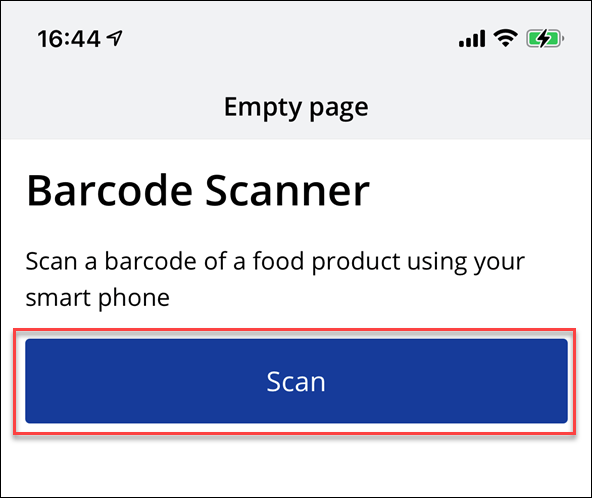 16:44
Empty page
Barcode Scanner
Scan a barcode of a food product using your
smart phone
Scan